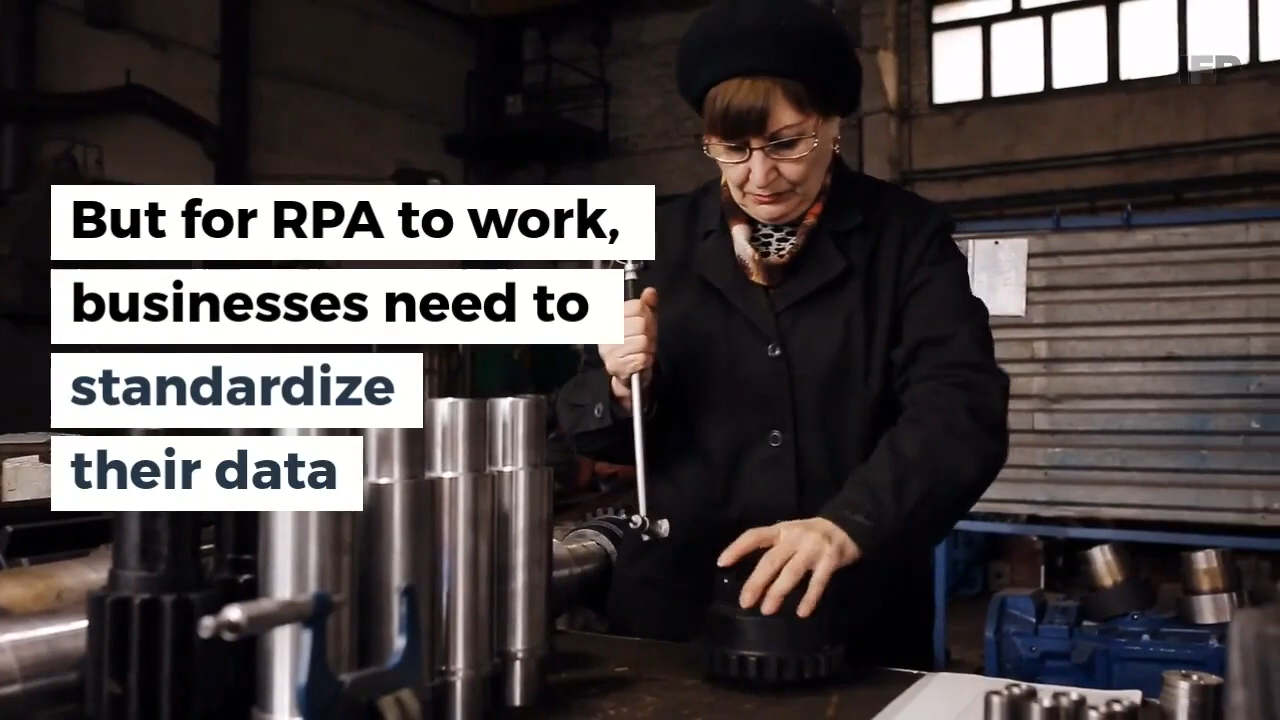 But for RPA to work,
businesses need to
standardize
their data